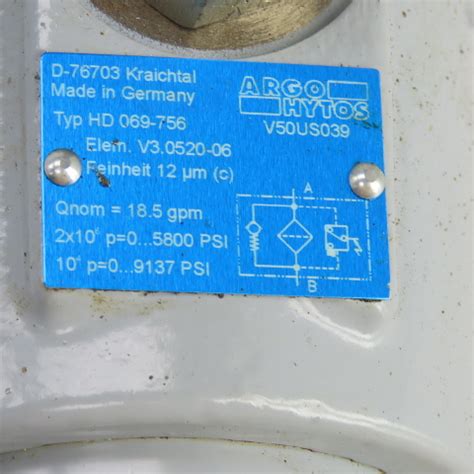 D-76703 Kraichtal
Made in Germany
ARGO
HYTOS
Typ HD 069-756
V50US039
Elem. V3.0520-06
Feinheit 12 µm (c)
A
Qnom = 18.5 gpm
2x10⁶ p=0...5800 PSI
10⁴ p=0...9137 PSI
B